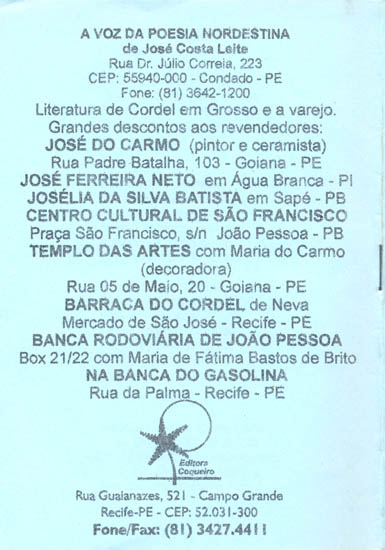 A VOZ DA POESIA NORDESTINA
de José Costa Leite
Rua Dr. Júlio Correia, 223
CEP: 55940-000 - Condado - PE
Fone: (81) 3642-1200
Literatura de Cordel em Grosso e a varejo.
Grandes descontos aos revendedores:
JOSÉ DO CARMO (pintor e ceramista)
Rua Padre Batalha, 103 - Goiana - PE
JOSÉ FERREIRA NETO em Água Branca - PI
JOSÉLIA DA SILVA BATISTA em Sapé - PB
CENTRO CULTURAL DE SÃO FRANCISCO
Praça São Francisco, s/n João Pessoa - PB
TEMPLO DAS ARTES com Maria do Carmo
(decoradora)
Rua 05 de Maio, 20 - Goiana - PE
BARRACA DO CORDEL de Neva
Mercado de São José - Recife - PE
BANCA RODOVIÁRIA DE JOÃO PESSOA
Box 21/22 com Maria de Fátima Bastos de Brito
NA BANCA DO GASOLINA
Rua da Palma - Recife - PE
Editora
Coqueiro
Rua Guaianazes, 521 - Campo Grande
Recife-PE - CEP: 52.031-300
Fone/Fax: (81) 3427.4411